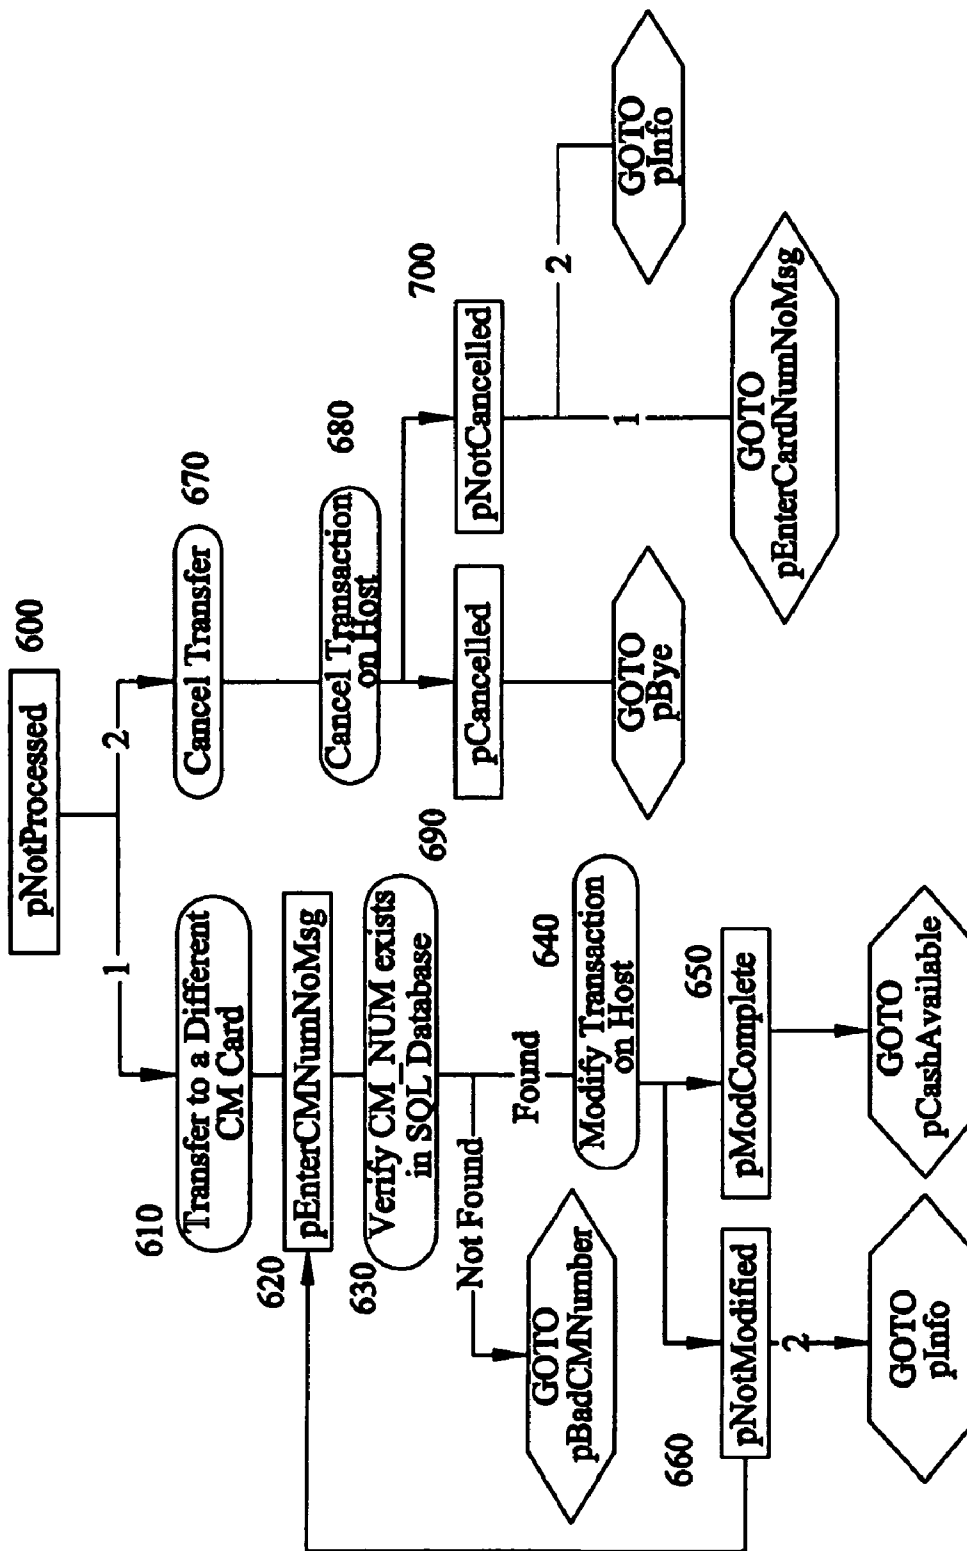 pNotProcessed
600
1
2
610
Transfer to a Different
CM Card
Cancel Transfer
670
620
pEnterCMNumNoMsg
630
Verify CM_NUM exists
in SQL Database
Cancel Transaction
on Host
680
Not Found
Found
690
pCancelled
pNotCancelled
700
GOTO
pBadCMNumber
Modify Transaction
on Host
640
GOTO
pBye
1
2
GOTO
pInfo
660
pNotModified
pModComplete
650
GOTO
pEnterCardNumNoMsg
2
GOTO
pInfo
GOTO
pCashAvailable